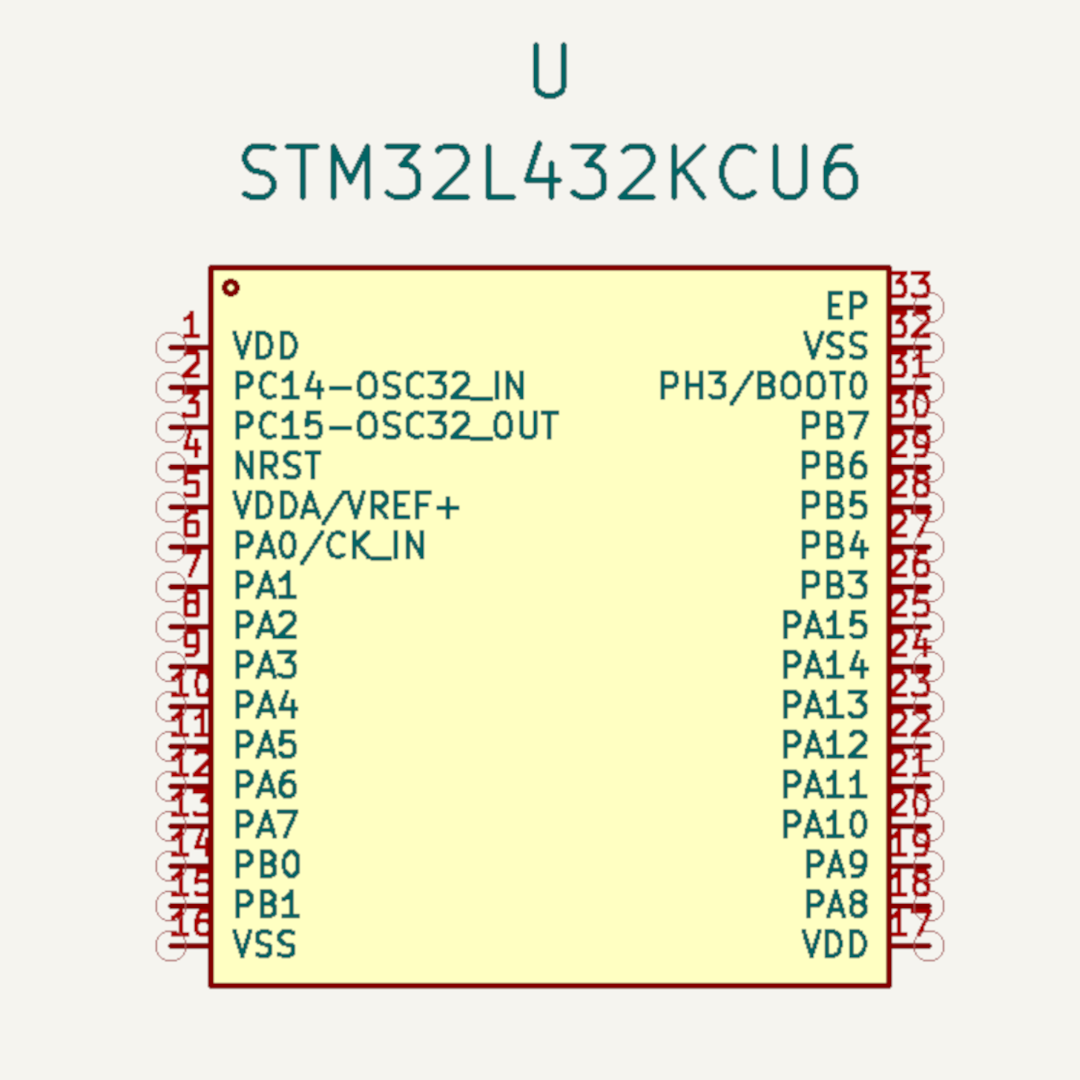 U
STM32L432KCU6
33
EP
1 32
VDD VSS
2 31
PC14-OSC32_IN PH3/BOOT0
3 30
PC15-OSC32_OUT PB7
4 29
NRST PB6
5 28
VDDA/VREF+ PB5
6 27
PA0/CK_IN PB4
7 26
PA1 PB3
8 25
PA2 PA15
9 24
PA3 PA14
10 23
PA4 PA13
11 22
PA5 PA12
12 21
PA6 PA11
13 20
PA7 PA10
14 19
PB0 PA9
15 18
PB1 PA8
16 17
VSS VDD